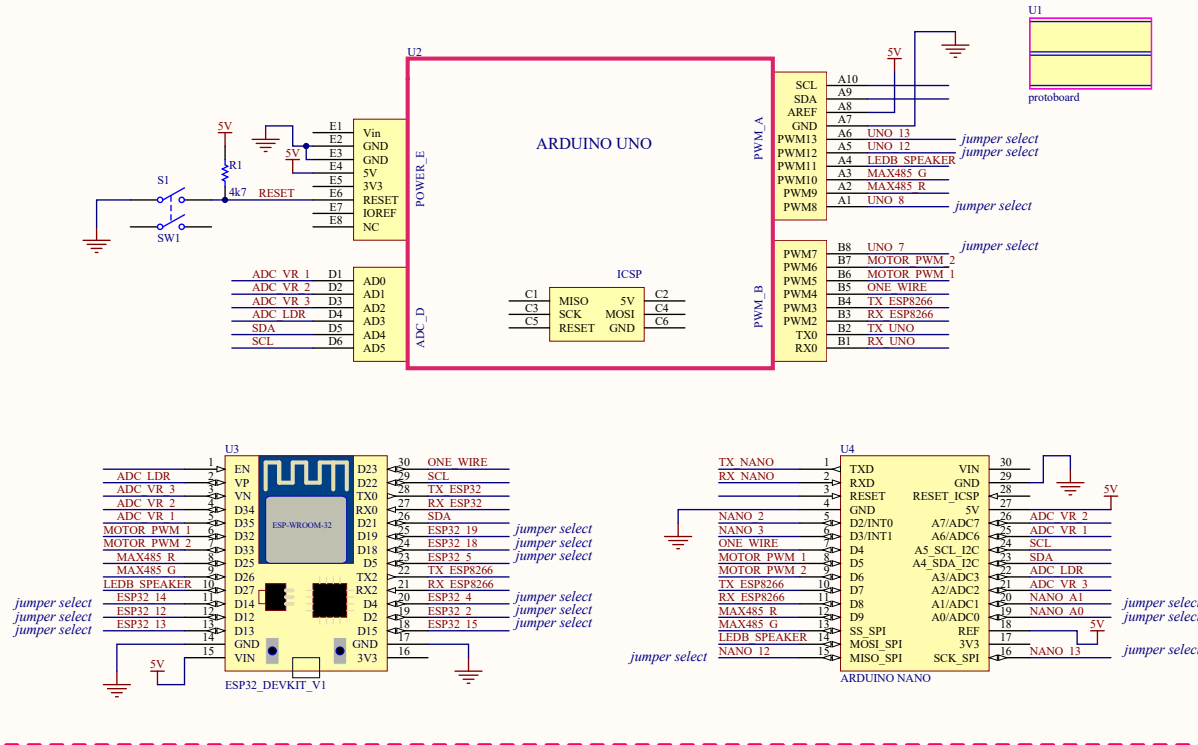 U1
protoboard
U2
ARDUINO UNO
POWER_E
E1 Vin
E2 GND
E3 GND
E4 5V
E5 3V3
E6 RESET
E7 IOREF
E8 NC
5V
5V
R1
4k7
RESET
S1
SW1
ADC_D
ADC_VR_1 D1 AD0
ADC_VR_2 D2 AD1
ADC_VR_3 D3 AD2
ADC_LDR D4 AD3
SDA D5 AD4
SCL D6 AD5
ICSP
C1 MISO 5V C2
C3 SCK MOSI C4
C5 RESET GND C6
PWM_A
5V
SCL A10
SDA A9
AREF A8
GND A7
PWM13 A6 UNO_13 jumper select
PWM12 A5 UNO_12 jumper select
PWM11 A4 LEDB_SPEAKER
PWM10 A3 MAX485_G
PWM9 A2 MAX485_R
PWM8 A1 UNO_8 jumper select
PWM_B
PWM7 B8 UNO_7 jumper select
PWM6 B7 MOTOR_PWM_2
PWM5 B6 MOTOR_PWM_1
PWM4 B5 ONE_WIRE
PWM3 B4 TX_ESP8266
PWM2 B3 RX_ESP8266
TX0 B2 TX_UNO
RX0 B1 RX_UNO
U3
ESP-WROOM-32
1 EN
ADC_LDR 2 VP
ADC_VR_3 3 VN
ADC_VR_2 4 D34
ADC_VR_1 5 D35
MOTOR_PWM_1 6 D32
MOTOR_PWM_2 7 D33
MAX485_R 8 D25
MAX485_G 9 D26
LEDB_SPEAKER 10 D27
jumper select ESP32_14 11 D14
jumper select ESP32_12 12 D12
jumper select ESP32_13 13 D13
14 GND
5V 15 VIN
D23 30 ONE_WIRE
D22 29 SCL
TX0 28 TX_ESP32
RX0 27 RX_ESP32
D21 26 SDA
D19 25 ESP32_19 jumper select
D18 24 ESP32_18 jumper select
D5 23 ESP32_5 jumper select
TX2 22 TX_ESP8266
RX2 21 RX_ESP8266
D4 20 ESP32_4 jumper select
D2 19 ESP32_2 jumper select
D15 18 ESP32_15 jumper select
GND 17
3V3 16
ESP32_DEVKIT_V1
U4
TX_NANO 1 TXD
RX_NANO 2 RXD
3 RESET
4 GND
NANO_2 5 D2/INT0
NANO_3 6 D3/INT1
ONE_WIRE 7 D4
MOTOR_PWM_1 8 D5
MOTOR_PWM_2 9 D6
TX_ESP8266 10 D7
RX_ESP8266 11 D8
MAX485_R 12 D9
MAX485_G 13 SS_SPI
LEDB_SPEAKER 14 MOSI_SPI
jumper select NANO_12 15 MISO_SPI
VIN 30
GND 29
RESET_ICSP 28
5V 27 5V
A7/ADC7 26 ADC_VR_2
A6/ADC6 25 ADC_VR_1
A5_SCL_I2C 24 SCL
A4_SDA_I2C 23 SDA
A3/ADC3 22 ADC_LDR
A2/ADC2 21 ADC_VR_3
A1/ADC1 20 NANO_A1 jumper select
A0/ADC0 19 NANO_A0 jumper select
REF 18
3V3 17 5V
SCK_SPI 16 NANO_13 jumper select
ARDUINO NANO